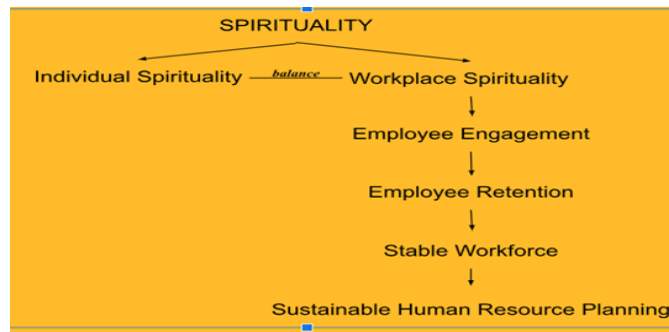 SPIRITUALITY
Individual Spirituality balance Workplace Spirituality
Employee Engagement
Employee Retention
Stable Workforce
Sustainable Human Resource Planning